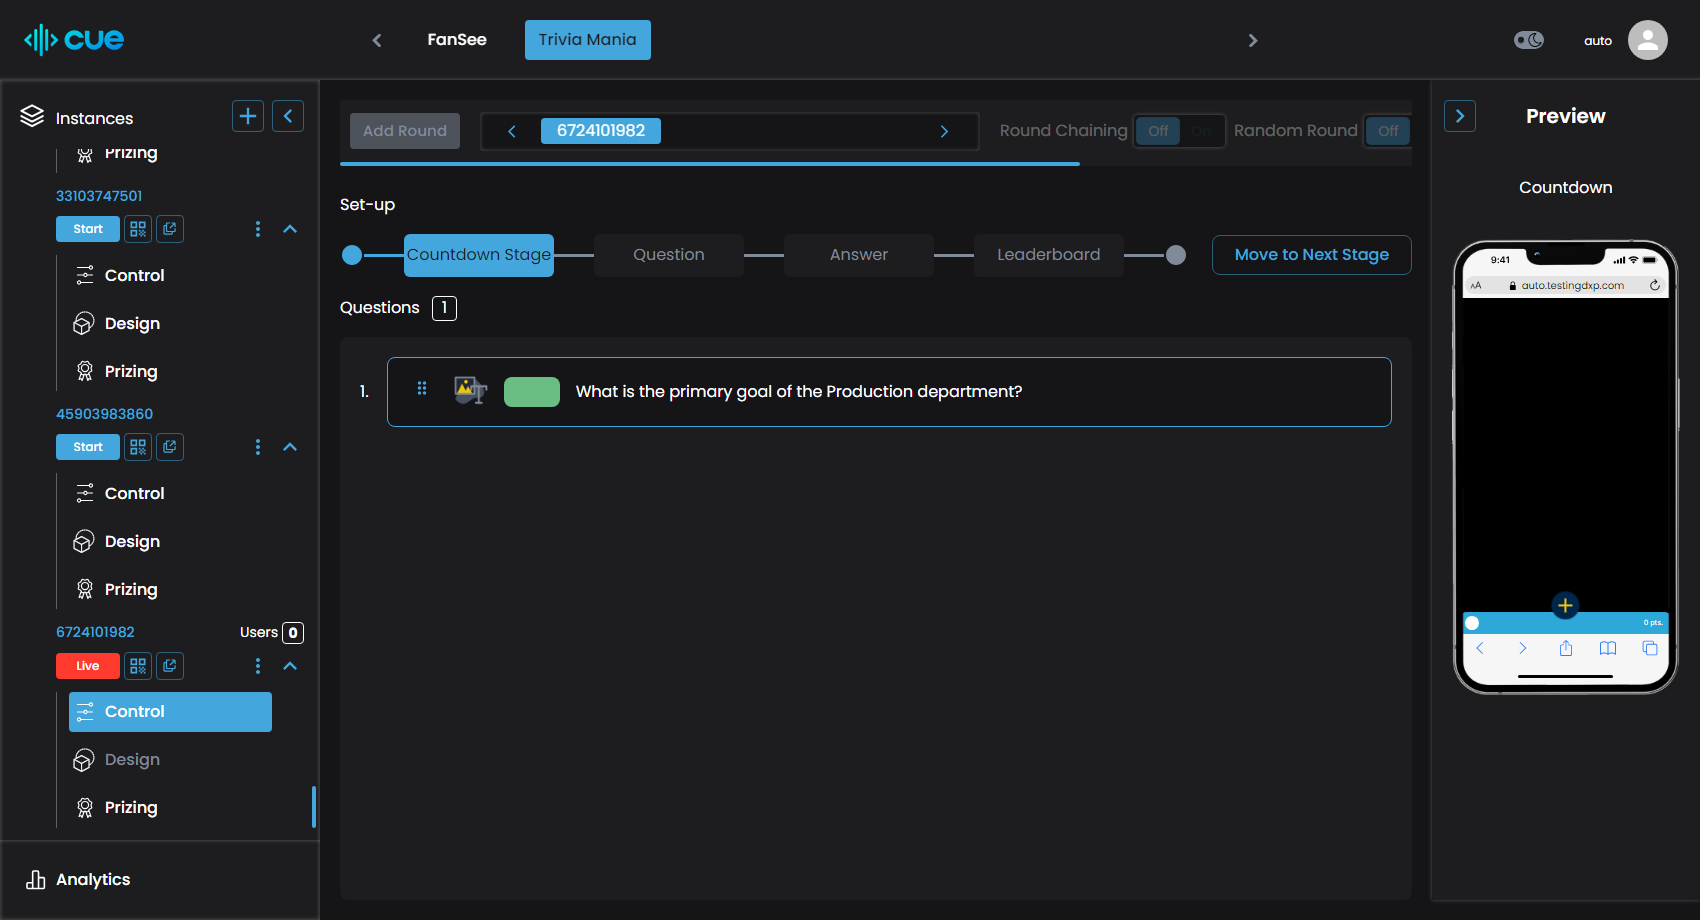 cue
FanSee
Trivia Mania
auto
Instances
Prizing
33103747501
Start
Control
Design
Prizing
45903983860
Start
Control
Design
Prizing
6724101982
Users 0
Live
Control
Design
Prizing
Analytics
Add Round
6724101982
Round Chaining
Off
On
Random Round
Off
Set-up
Countdown Stage
Question
Answer
Leaderboard
Move to Next Stage
Questions 1
1.
What is the primary goal of the Production department?
Preview
Countdown
9:41
AA
auto.testingdxp.com
0 pts.